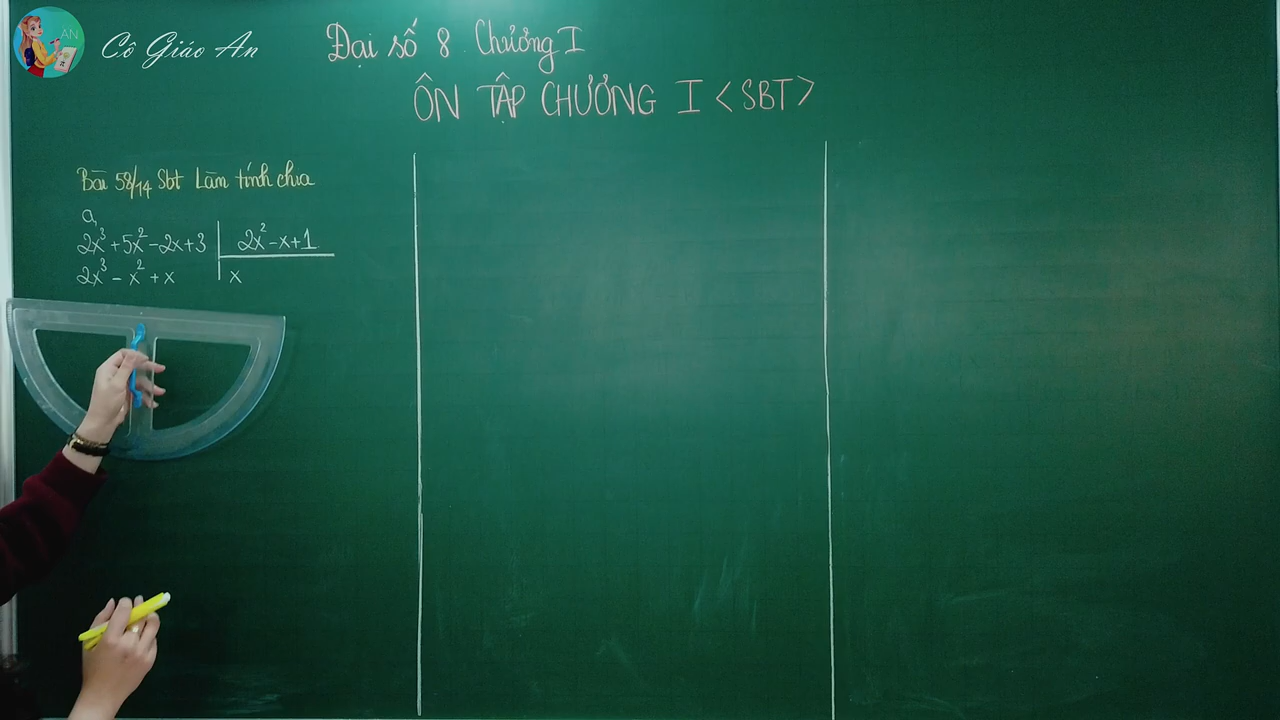 AN
Cô Giáo An
Đại số 8 Chương I
ÔN TẬP CHƯƠNG I <SBT>
Bài 58/14 Sbt Làm tính chia
a,
2x³+5x²-2x+3 | 2x²-x+1
2x³-x²+x | x